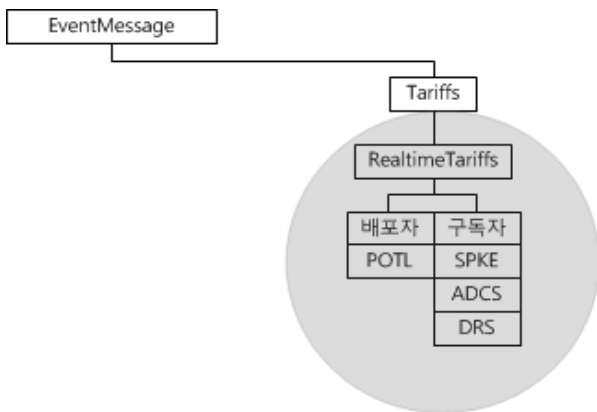 EventMessage
Tariffs
RealtimeTariffs
배포자 구독자
POTL SPKE
ADCS
DRS